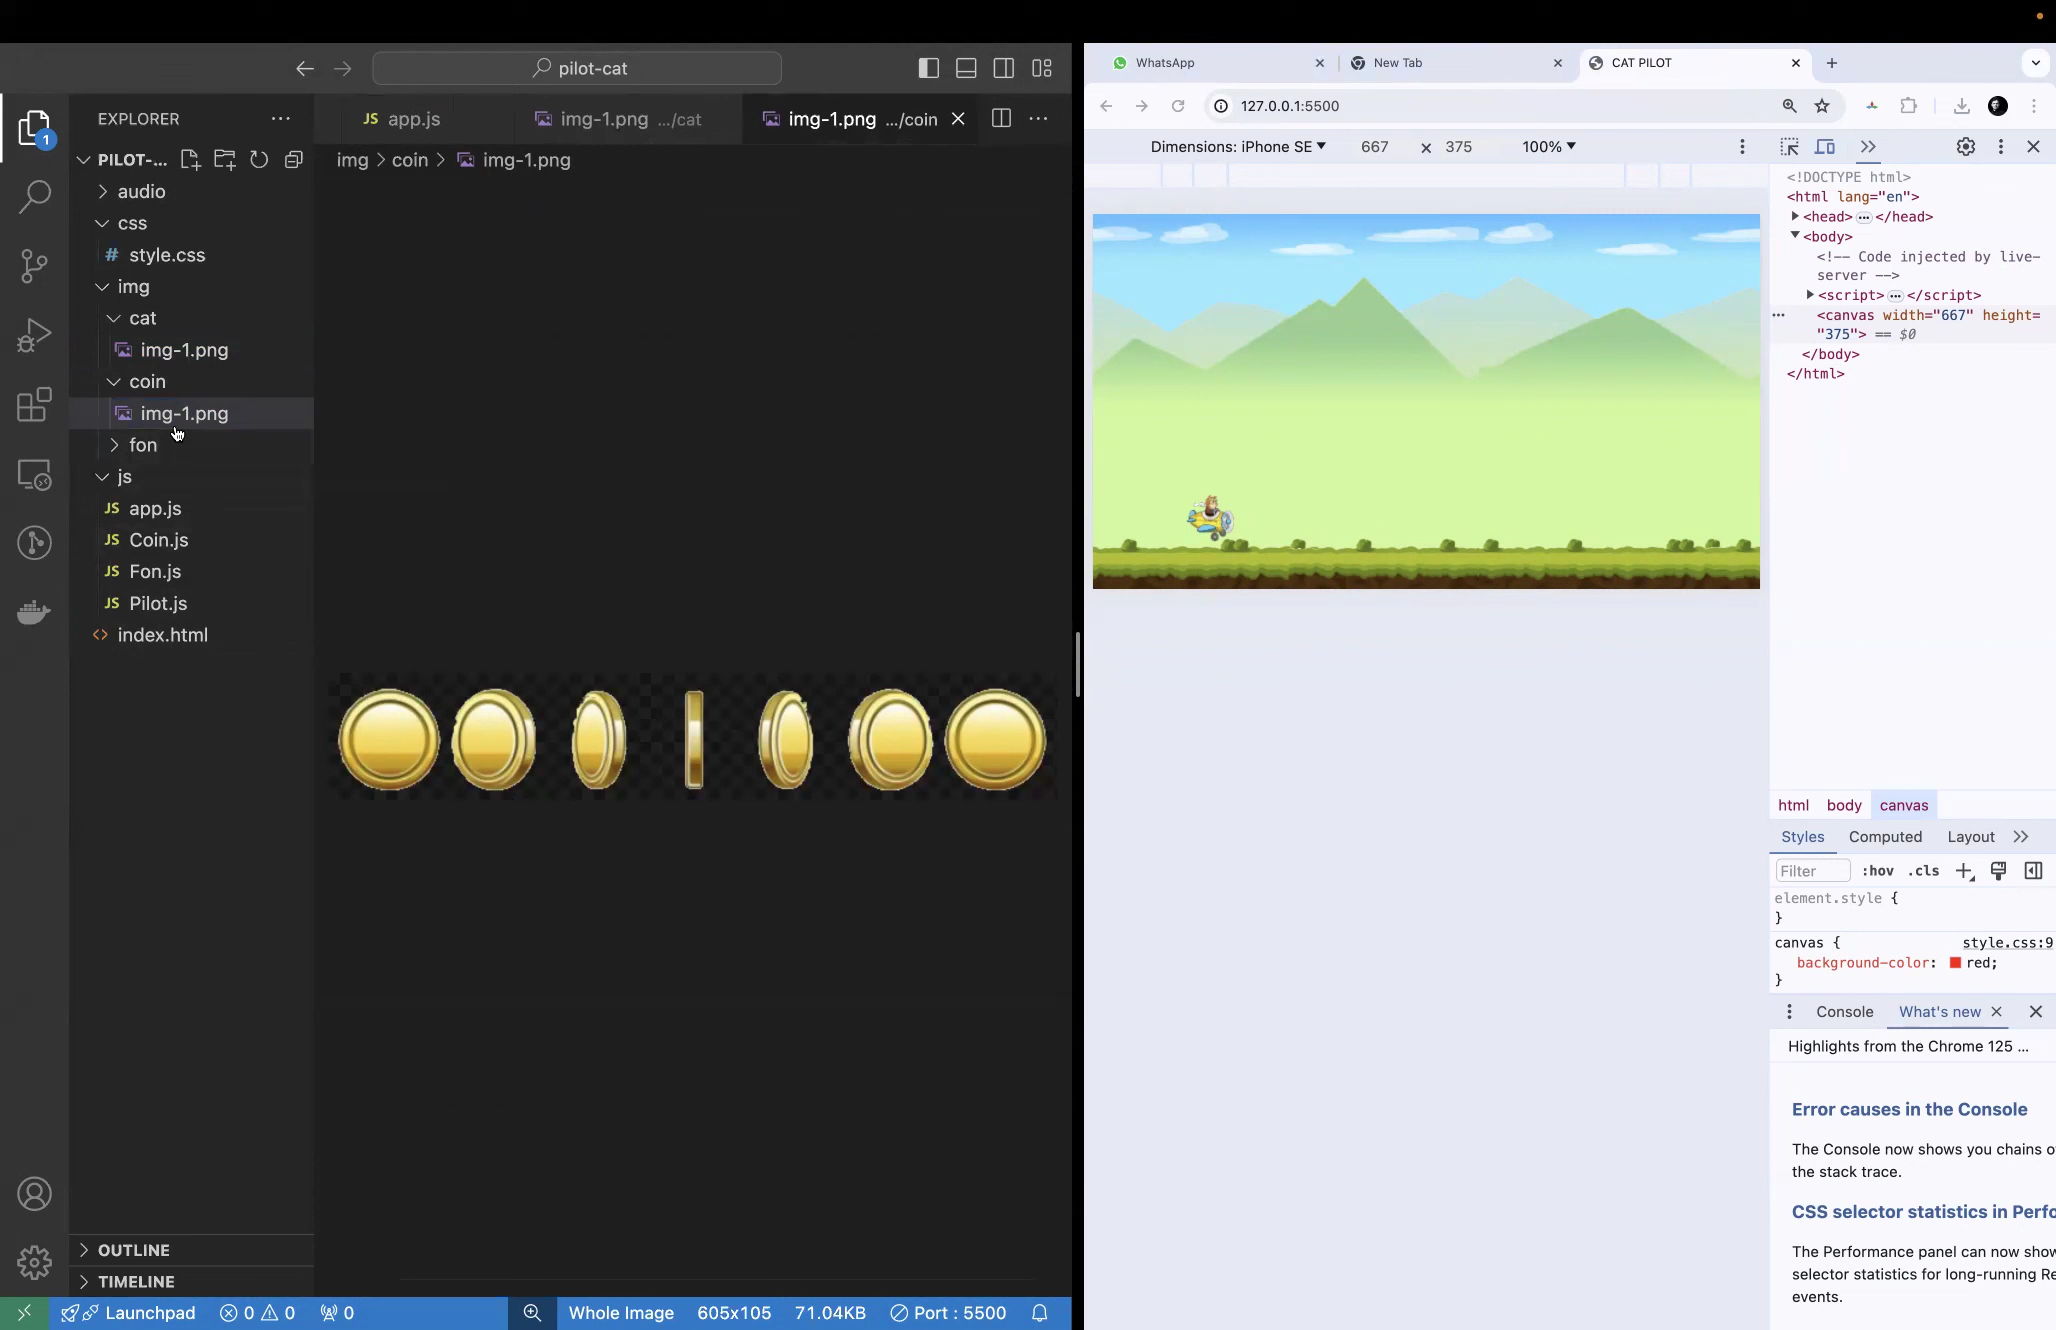 pilot-cat
EXPLORER
JS app.js
img-1.png .../cat
img-1.png .../coin
PILOT-...
img > coin > img-1.png
audio
css
# style.css
img
cat
img-1.png
coin
img-1.png
fon
js
JS app.js
JS Coin.js
JS Fon.js
JS Pilot.js
<> index.html
OUTLINE
TIMELINE
1
Launchpad
0
0
0
Whole Image
605x105
71.04KB
Port : 5500
WhatsApp
New Tab
CAT PILOT
127.0.0.1:5500
Dimensions: iPhone SE
667
×
375
100%
<!DOCTYPE html>
<html lang="en">
<head> ... </head>
<body>
<!-- Code injected by live-
server -->
<script> ... </script>
<canvas width="667" height=
"375"> == $0
</body>
</html>
html body canvas
Styles Computed Layout
Filter
:hov .cls
element.style {
}
canvas { style.css:9
background-color: red;
}
Console What's new
Highlights from the Chrome 125 ...
Error causes in the Console
The Console now shows you chains o
the stack trace.
CSS selector statistics in Perfo
The Performance panel can now show
selector statistics for long-running Re
events.